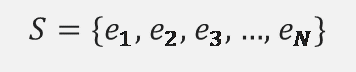 S = {e₁, e₂, e₃, ..., e_N}